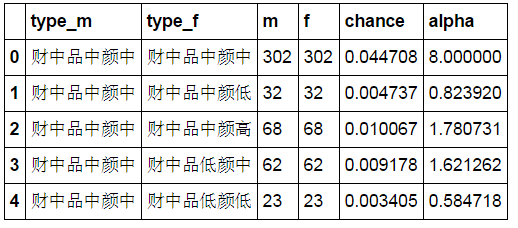 type_m type_f m f chance alpha
0 财中品中颜中 财中品中颜中 302 302 0.044708 8.000000
1 财中品中颜中 财中品中颜低 32 32 0.004737 0.823920
2 财中品中颜中 财中品中颜高 68 68 0.010067 1.780731
3 财中品中颜中 财中品低颜中 62 62 0.009178 1.621262
4 财中品中颜中 财中品低颜低 23 23 0.003405 0.584718